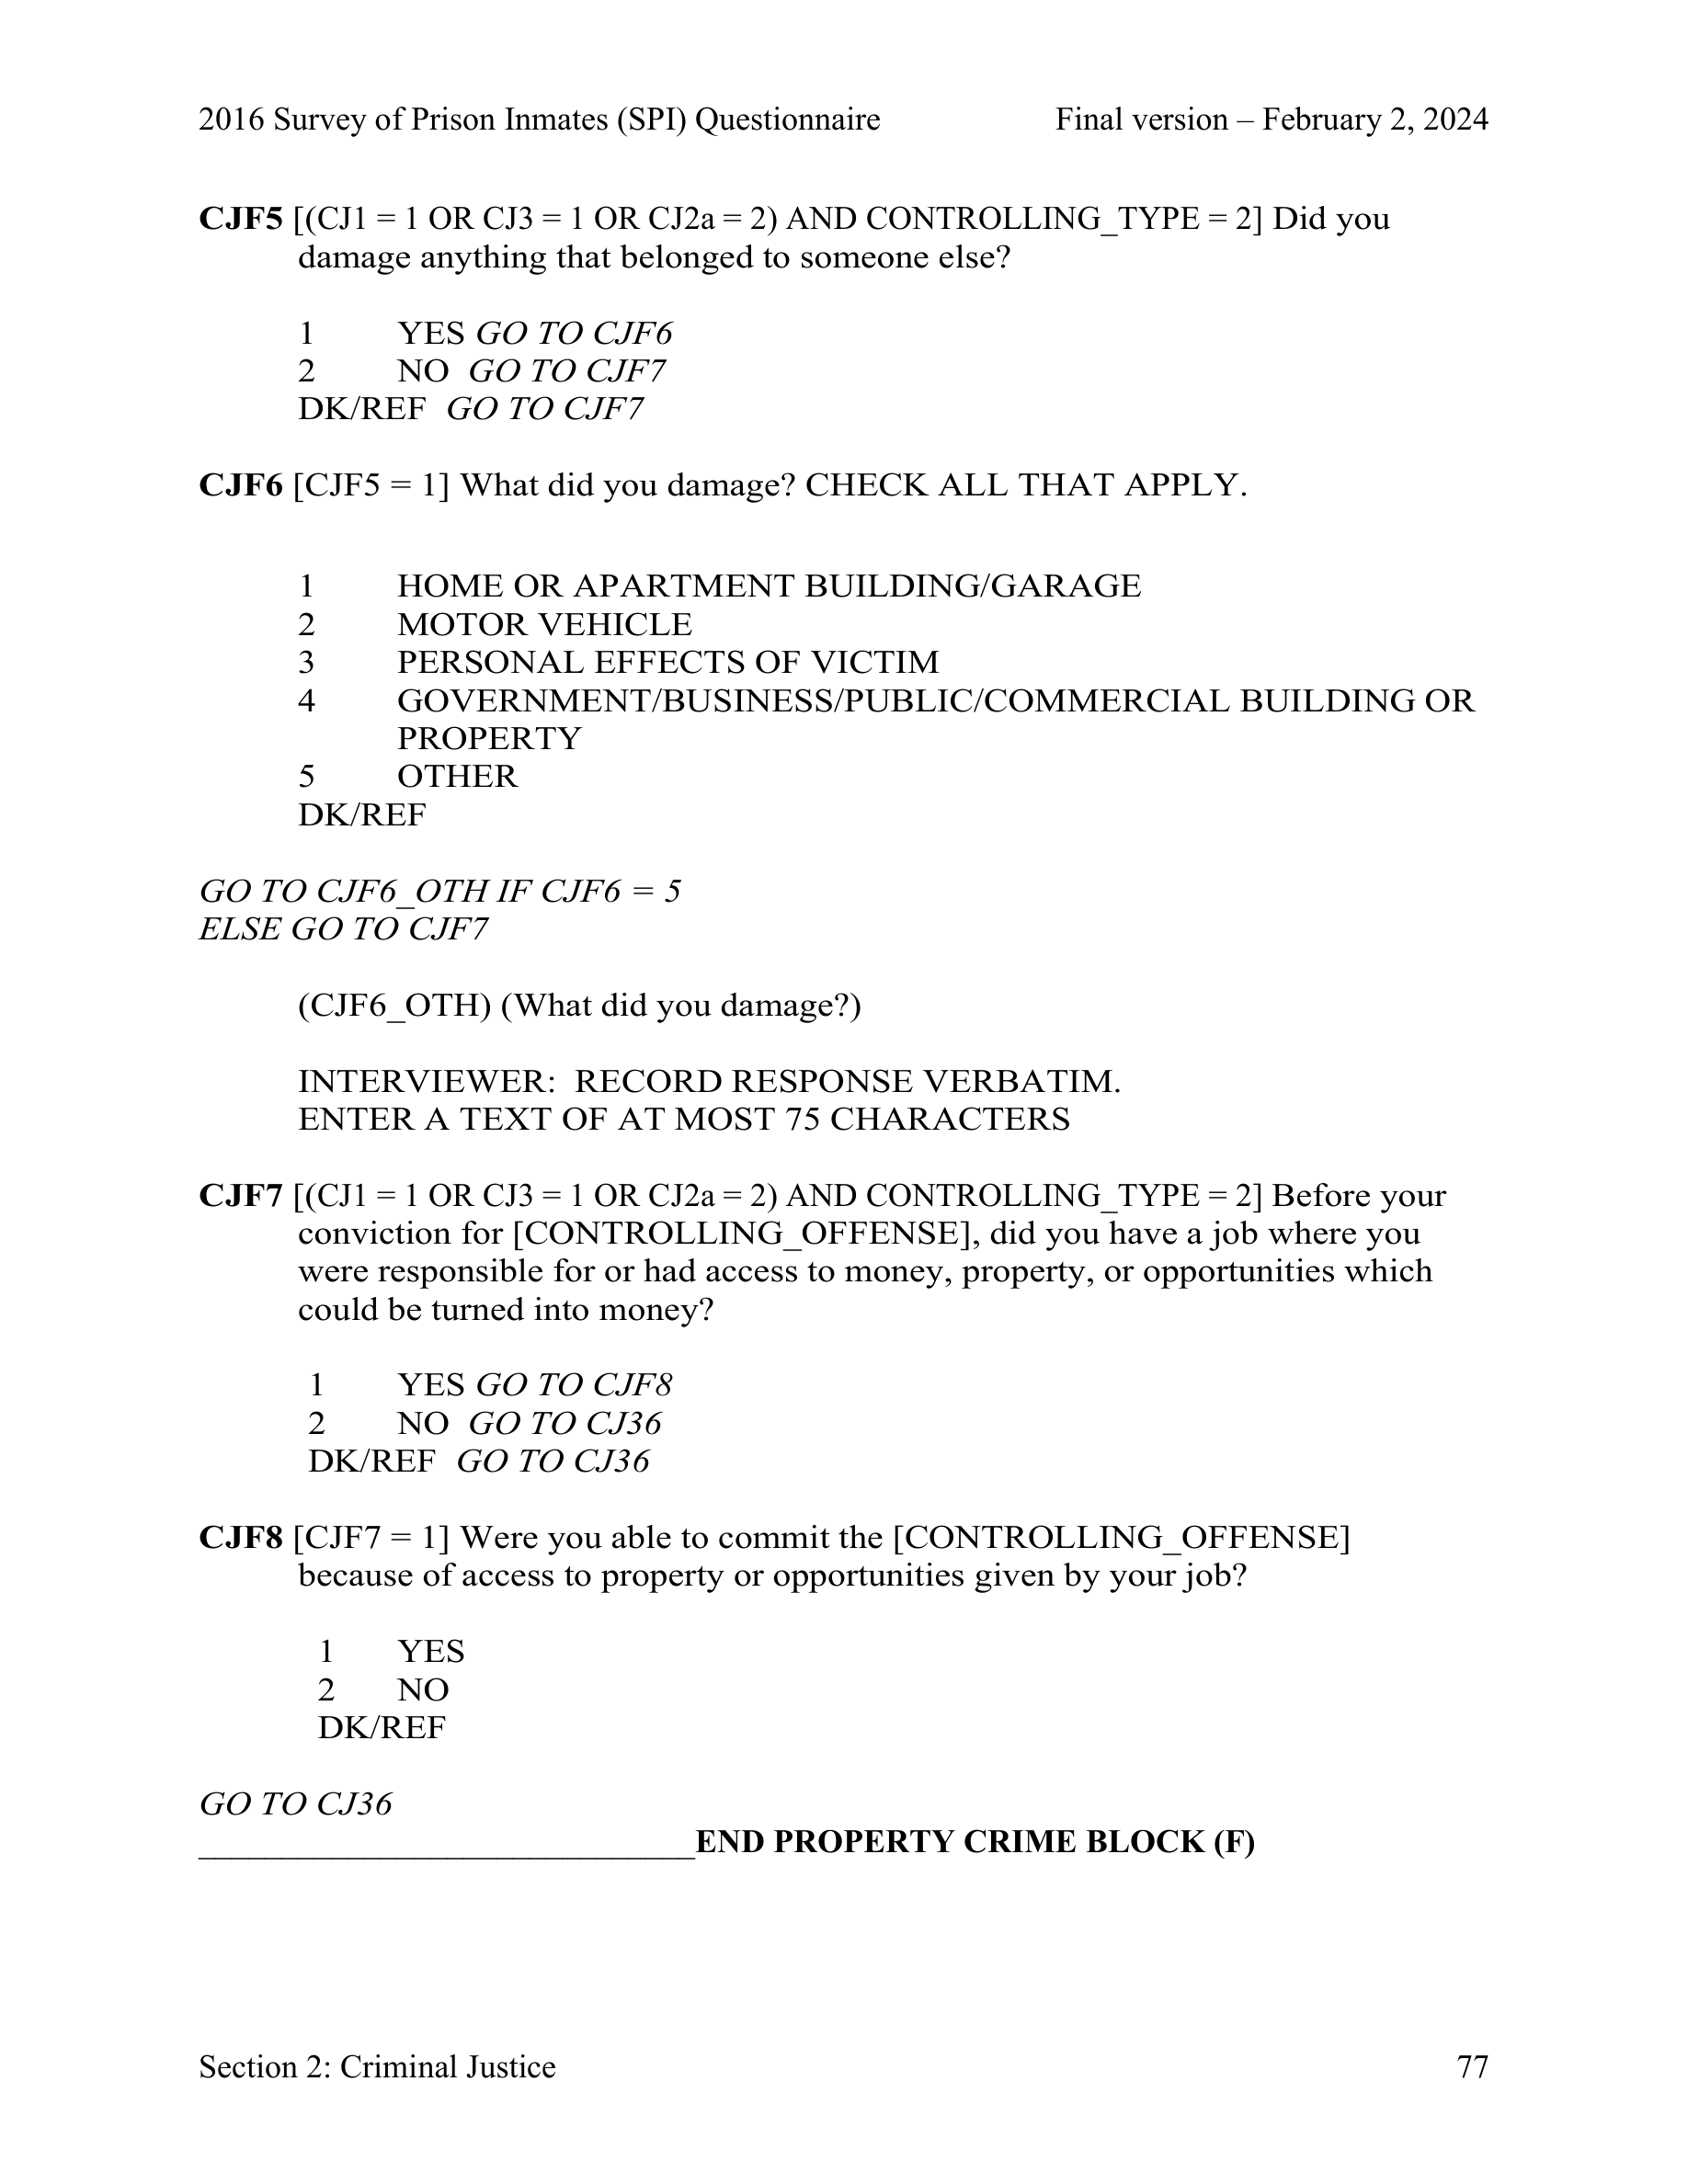 2016 Survey of Prison Inmates (SPI) Questionnaire Final version – February 2, 2024
CJF5 [(CJ1 = 1 OR CJ3 = 1 OR CJ2a = 2) AND CONTROLLING_TYPE = 2] Did you
damage anything that belonged to someone else?
1 YES GO TO CJF6
2 NO GO TO CJF7
DK/REF GO TO CJF7
CJF6 [CJF5 = 1] What did you damage? CHECK ALL THAT APPLY.
1 HOME OR APARTMENT BUILDING/GARAGE
2 MOTOR VEHICLE
3 PERSONAL EFFECTS OF VICTIM
4 GOVERNMENT/BUSINESS/PUBLIC/COMMERCIAL BUILDING OR
PROPERTY
5 OTHER
DK/REF
GO TO CJF6_OTH IF CJF6 = 5
ELSE GO TO CJF7
(CJF6_OTH) (What did you damage?)
INTERVIEWER: RECORD RESPONSE VERBATIM.
ENTER A TEXT OF AT MOST 75 CHARACTERS
CJF7 [(CJ1 = 1 OR CJ3 = 1 OR CJ2a = 2) AND CONTROLLING_TYPE = 2] Before your
conviction for [CONTROLLING_OFFENSE], did you have a job where you
were responsible for or had access to money, property, or opportunities which
could be turned into money?
1 YES GO TO CJF8
2 NO GO TO CJ36
DK/REF GO TO CJ36
CJF8 [CJF7 = 1] Were you able to commit the [CONTROLLING_OFFENSE]
because of access to property or opportunities given by your job?
1 YES
2 NO
DK/REF
GO TO CJ36
______________________________END PROPERTY CRIME BLOCK (F)
Section 2: Criminal Justice 77